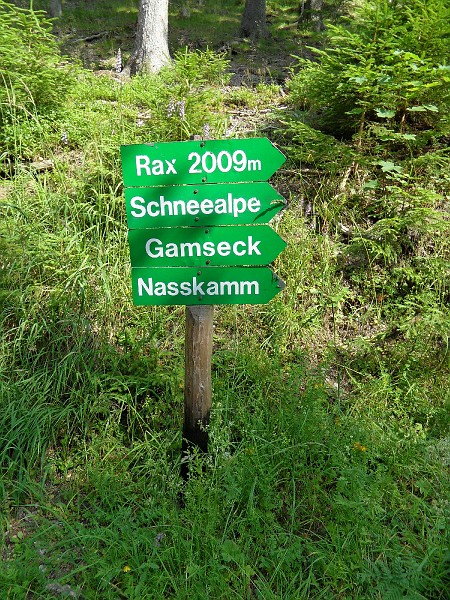 Rax 2009m
Schneealpe
Gamseck
Nasskamm